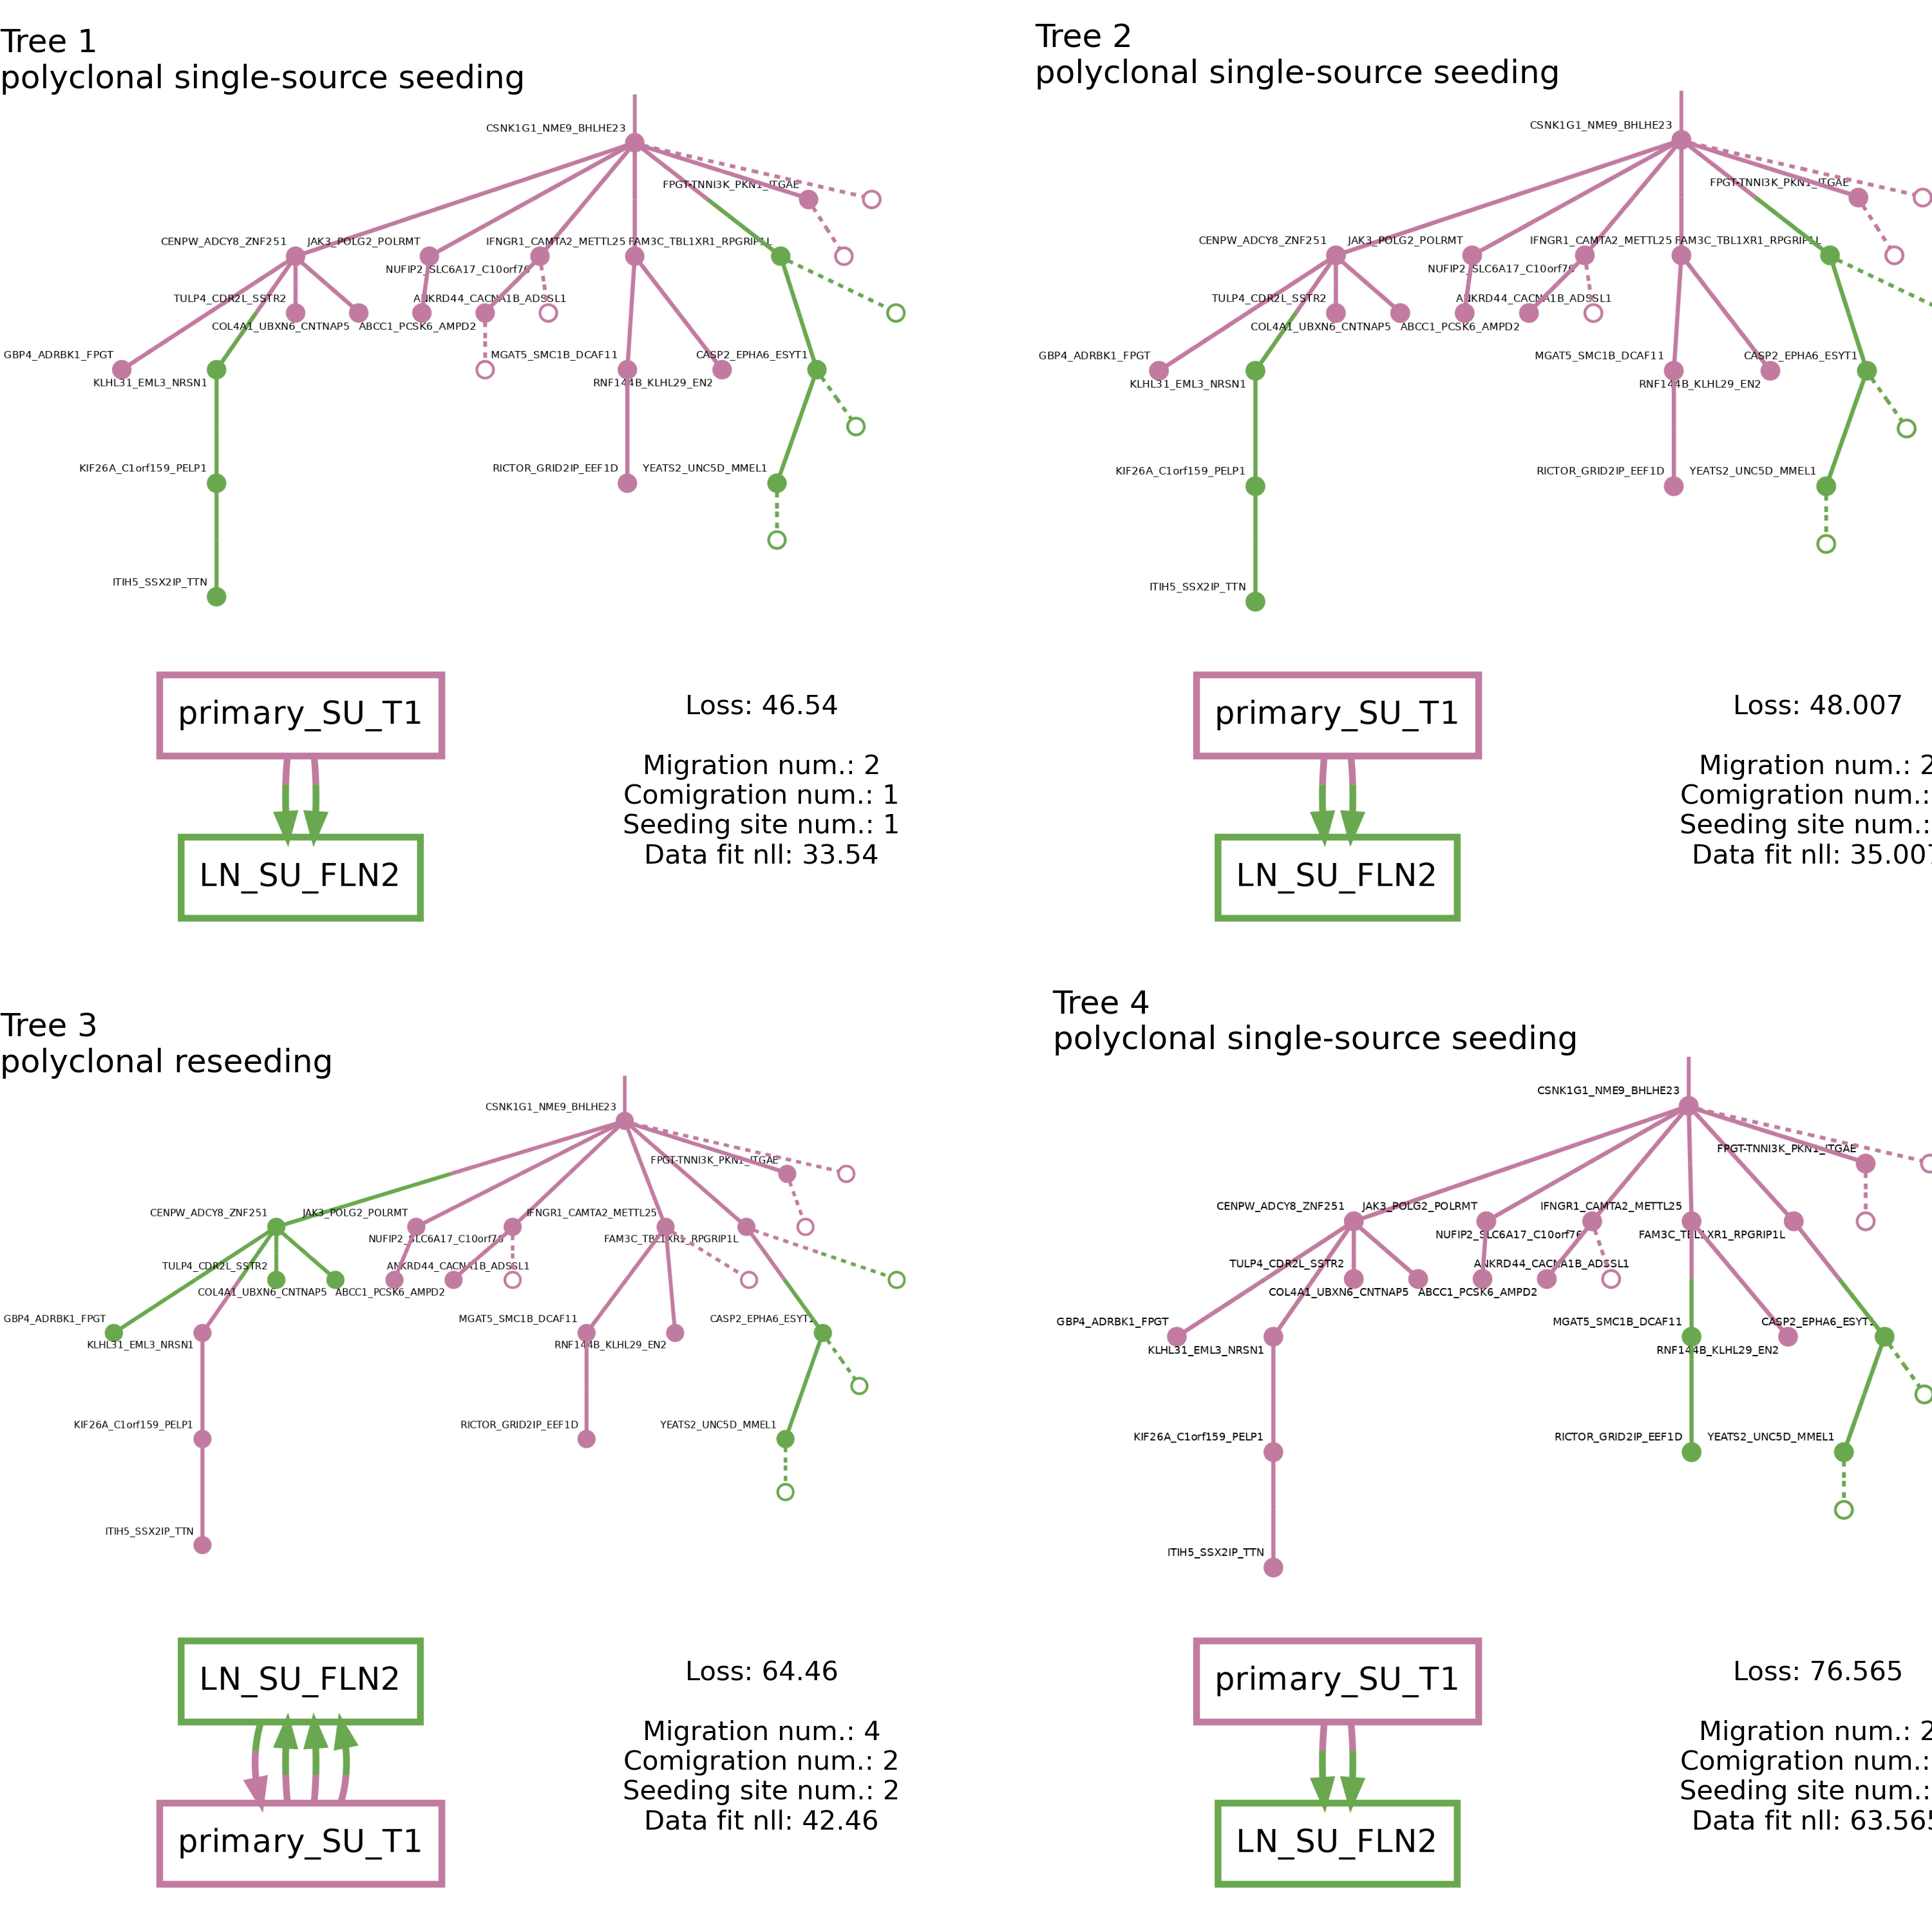 Tree 1
polyclonal single-source seeding
CSNK1G1_NME9_BHLHE23
FPGT-TNNI3K_PKN1_ITGAE
CENPW_ADCY8_ZNF251
JAK3_POLG2_POLRMT
IFNGR1_CAMTA2_METTL25
FAM3C_TBL1XR1_RPGRIP1L
NUFIP2_SLC6A17_C10orf76
TULP4_CDR2L_SSTR2
ANKRD44_CACNA1B_ADSSL1
COL4A1_UBXN6_CNTNAP5
ABCC1_PCSK6_AMPD2
GBP4_ADRBK1_FPGT
MGAT5_SMC1B_DCAF11
CASP2_EPHA6_ESYT1
KLHL31_EML3_NRSN1
RNF144B_KLHL29_EN2
KIF26A_C1orf159_PELP1
RICTOR_GRID2IP_EEF1D
YEATS2_UNC5D_MMEL1
ITIH5_SSX2IP_TTN
primary_SU_T1
LN_SU_FLN2
Loss: 46.54
Migration num.: 2
Comigration num.: 1
Seeding site num.: 1
Data fit nll: 33.54
Tree 2
polyclonal single-source seeding
CSNK1G1_NME9_BHLHE23
FPGT-TNNI3K_PKN1_ITGAE
CENPW_ADCY8_ZNF251
JAK3_POLG2_POLRMT
IFNGR1_CAMTA2_METTL25
FAM3C_TBL1XR1_RPGRIP1L
NUFIP2_SLC6A17_C10orf76
TULP4_CDR2L_SSTR2
ANKRD44_CACNA1B_ADSSL1
COL4A1_UBXN6_CNTNAP5
ABCC1_PCSK6_AMPD2
GBP4_ADRBK1_FPGT
MGAT5_SMC1B_DCAF11
CASP2_EPHA6_ESYT1
KLHL31_EML3_NRSN1
RNF144B_KLHL29_EN2
KIF26A_C1orf159_PELP1
RICTOR_GRID2IP_EEF1D
YEATS2_UNC5D_MMEL1
ITIH5_SSX2IP_TTN
primary_SU_T1
LN_SU_FLN2
Loss: 48.007
Migration num.: 2
Comigration num.:
Seeding site num.:
Data fit nll: 35.007
Tree 3
polyclonal reseeding
CSNK1G1_NME9_BHLHE23
FPGT-TNNI3K_PKN1_ITGAE
CENPW_ADCY8_ZNF251
JAK3_POLG2_POLRMT
IFNGR1_CAMTA2_METTL25
NUFIP2_SLC6A17_C10orf76
FAM3C_TBL1XR1_RPGRIP1L
TULP4_CDR2L_SSTR2
ANKRD44_CACNA1B_ADSSL1
COL4A1_UBXN6_CNTNAP5
ABCC1_PCSK6_AMPD2
GBP4_ADRBK1_FPGT
MGAT5_SMC1B_DCAF11
CASP2_EPHA6_ESYT1
KLHL31_EML3_NRSN1
RNF144B_KLHL29_EN2
KIF26A_C1orf159_PELP1
RICTOR_GRID2IP_EEF1D
YEATS2_UNC5D_MMEL1
ITIH5_SSX2IP_TTN
LN_SU_FLN2
primary_SU_T1
Loss: 64.46
Migration num.: 4
Comigration num.: 2
Seeding site num.: 2
Data fit nll: 42.46
Tree 4
polyclonal single-source seeding
CSNK1G1_NME9_BHLHE23
FPGT-TNNI3K_PKN1_ITGAE
CENPW_ADCY8_ZNF251
JAK3_POLG2_POLRMT
IFNGR1_CAMTA2_METTL25
NUFIP2_SLC6A17_C10orf76
FAM3C_TBL1XR1_RPGRIP1L
TULP4_CDR2L_SSTR2
ANKRD44_CACNA1B_ADSSL1
COL4A1_UBXN6_CNTNAP5
ABCC1_PCSK6_AMPD2
GBP4_ADRBK1_FPGT
MGAT5_SMC1B_DCAF11
CASP2_EPHA6_ESYT1
KLHL31_EML3_NRSN1
RNF144B_KLHL29_EN2
KIF26A_C1orf159_PELP1
RICTOR_GRID2IP_EEF1D
YEATS2_UNC5D_MMEL1
ITIH5_SSX2IP_TTN
primary_SU_T1
LN_SU_FLN2
Loss: 76.565
Migration num.: 2
Comigration num.:
Seeding site num.:
Data fit nll: 63.565